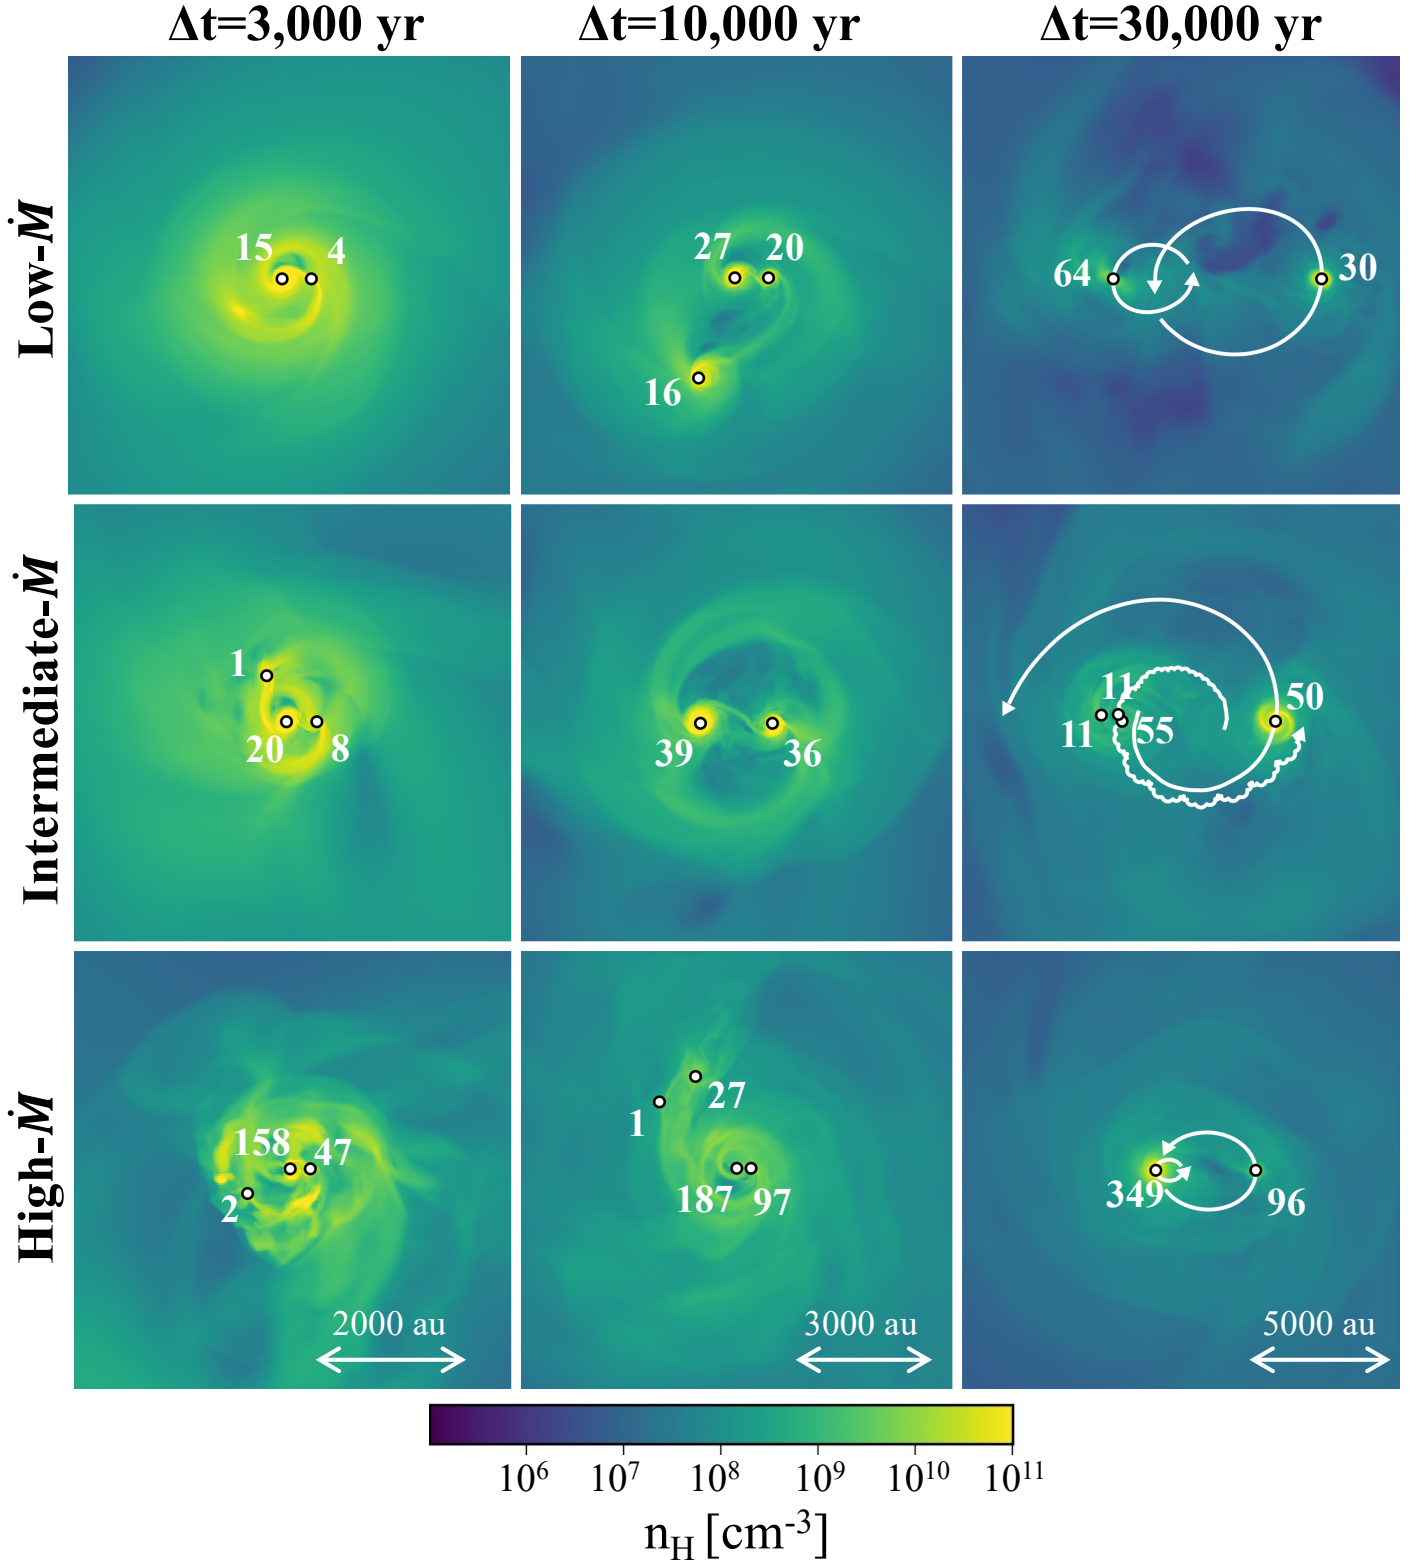 Δt=3,000 yr Δt=10,000 yr Δt=30,000 yr
Low-Ṁ
15 4
27 20
16
64 30
Intermediate-Ṁ
1
20 8
39 36
11
11 55
50
High-Ṁ
158 47
2
27
1
187 97
349 96
2000 au 3000 au 5000 au
10⁶ 10⁷ 10⁸ 10⁹ 10¹⁰ 10¹¹
n_H [cm⁻³]